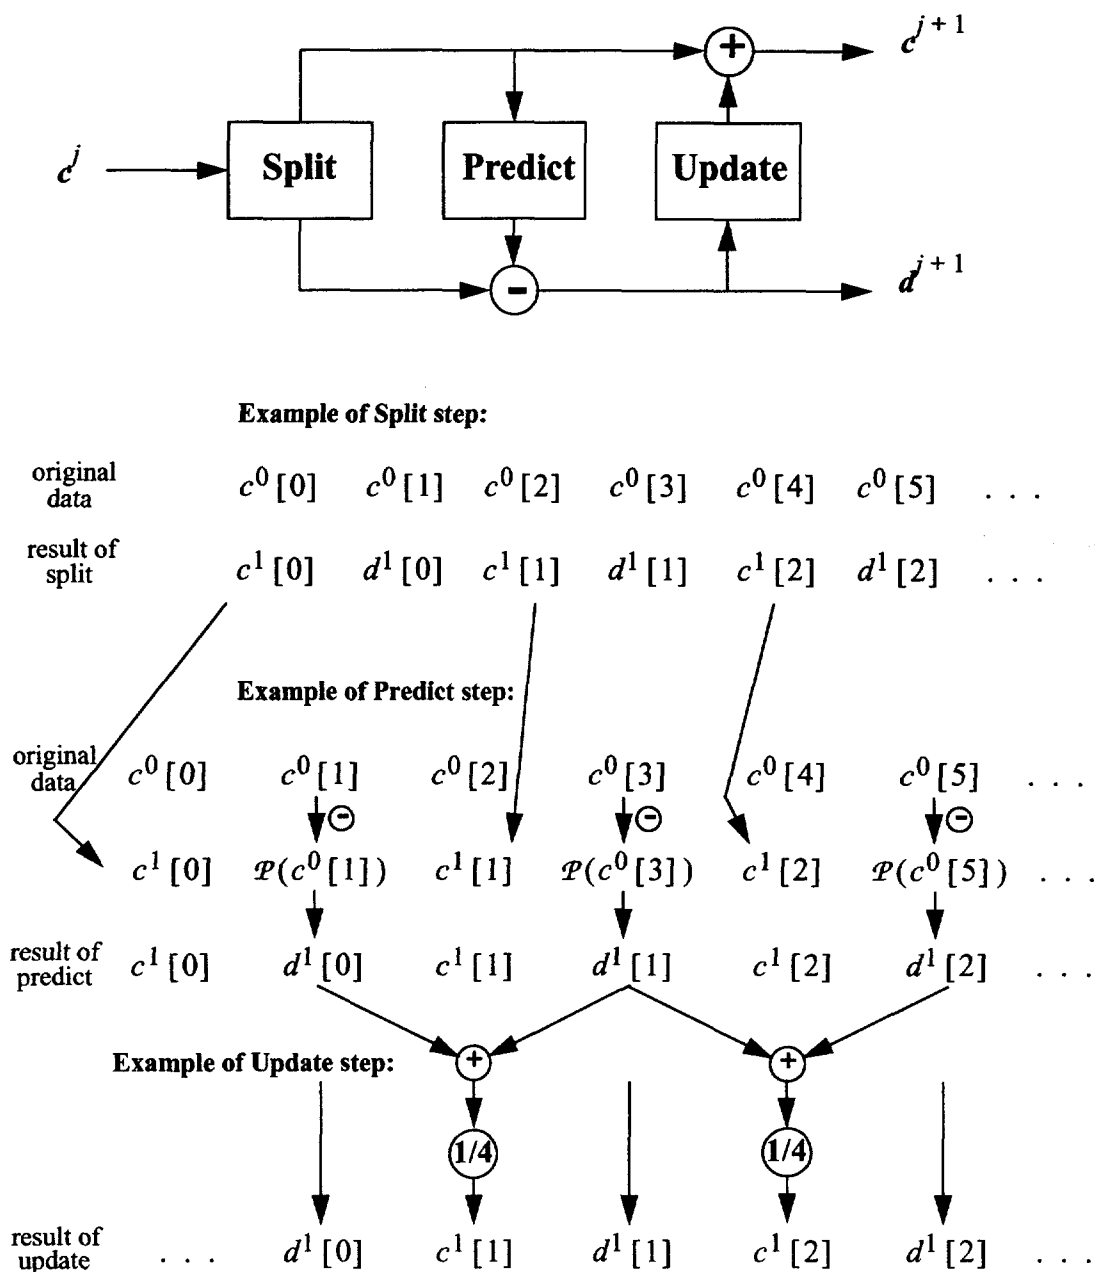 c^{j + 1}
+
c^j Split Predict Update
-
d^{j + 1}
Example of Split step:
original data c^0 [0] c^0 [1] c^0 [2] c^0 [3] c^0 [4] c^0 [5] . . .
result of split c^1 [0] d^1 [0] c^1 [1] d^1 [1] c^1 [2] d^1 [2] . . .
Example of Predict step:
original data c^0 [0] c^0 [1] c^0 [2] c^0 [3] c^0 [4] c^0 [5] . . .
- - -
c^1 [0] 𝒫(c^0 [1]) c^1 [1] 𝒫(c^0 [3]) c^1 [2] 𝒫(c^0 [5]) . . .
result of predict c^1 [0] d^1 [0] c^1 [1] d^1 [1] c^1 [2] d^1 [2] . . .
+ +
Example of Update step:
1/4 1/4
result of update . . . d^1 [0] c^1 [1] d^1 [1] c^1 [2] d^1 [2] . . .